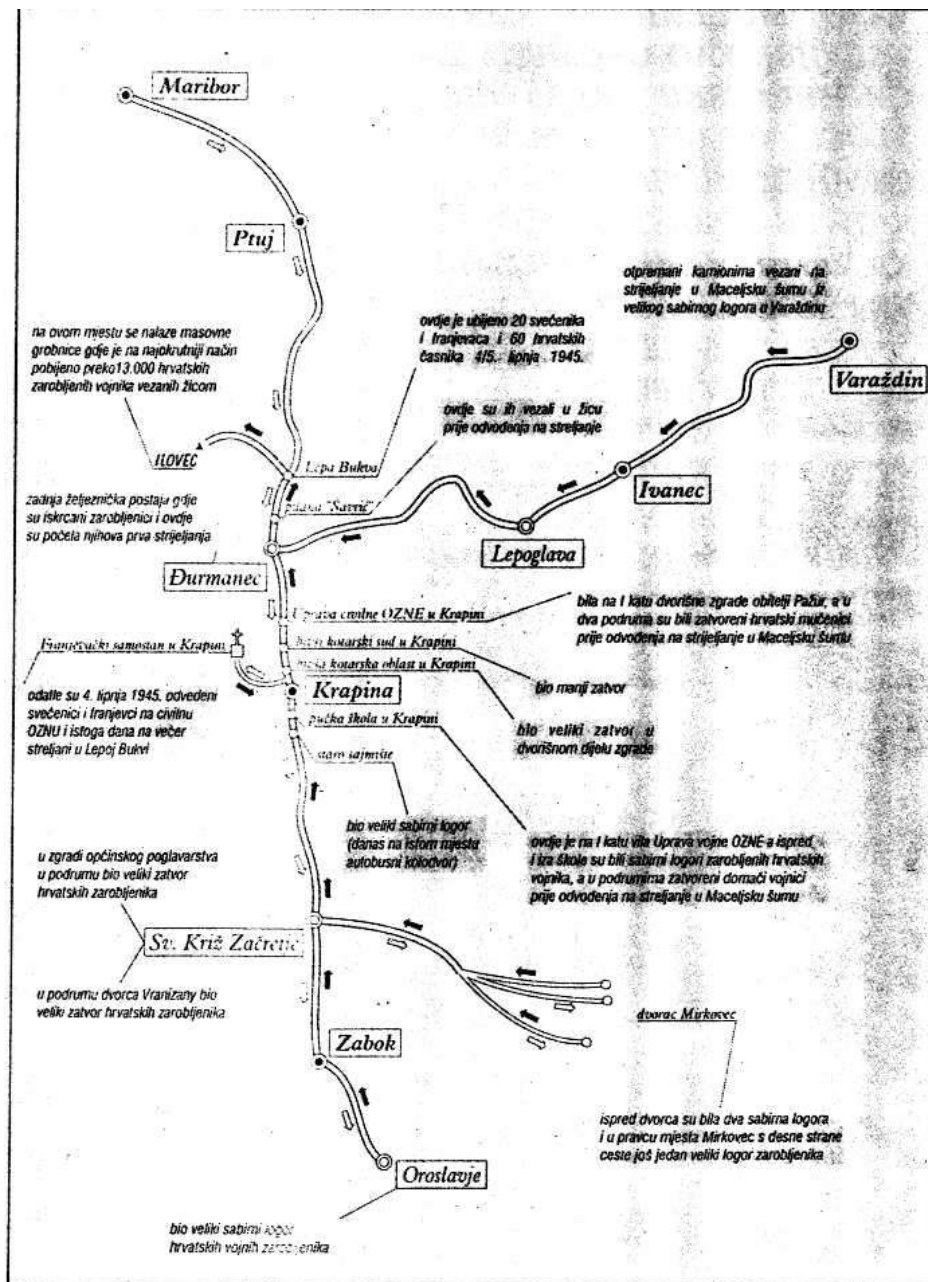 Maribor
Ptuj
otpremani kamionima vezani na
strijeljanje u Maceljsku šumu iz
velikog sabirnog logora u Varaždinu
na ovom mjestu se nalaze masovne
grobnice gdje je na najokrutniji način
pobijeno preko 13.000 hrvatskih
zarobljenih vojnika vezanih žicom
ovdje je ubijeno 20 svećenika
i franjevaca i 60 hrvatskih
časnika 4/5. lipnja 1945.
Varaždin
ovdje su ih vezali u žicu
prije odvođenja na streljanje
ILOVEC
Lepa Bukva
Ivanec
zadnja željeznička postaja gdje
su iskrcani zarobljenici i ovdje
su počela njihova prva strijeljanja
"Šavrić"
Lepoglava
Đurmanec
Uprava civilne OZNE u Krapini
bila na I katu dvorišne zgrade obitelji Pažur, a u
dva podruma su bili zatvoreni hrvatski mučenici
prije odvođenja na strijeljanje u Maceljsku šumu
Franjevački samostan u Krapini
kotarski sud u Krapini
kotarska oblast u Krapini
Krapina
bio manji zatvor
odatle su 4. lipnja 1945. odvedeni
svećenici i franjevci na civilnu
OZNU i istoga dana na večer
streljani u Lepoj Bukvi
pučka škola u Krapini
bio veliki zatvor u
dvorišnom dijelu zgrade
staro sajmište
bio veliki sabirni logor
(danas na istom mjestu
autobusni kolodvor)
ovdje je na I katu bila Uprava vojne OZNE a ispred
i iza škole su bili sabirni logori zarobljenih hrvatskih
vojnika, a u podrumima zatvoreni domaći vojnici
prije odvođenja na streljanje u Maceljsku šumu
u zgradi općinskog poglavarstva
u podrumu bio veliki zatvor
hrvatskih zarobljenika
Sv. Križ Začretje
u podrumu dvorca Vranizany bio
veliki zatvor hrvatskih zarobljenika
dvorac Mirkovec
Zabok
ispred dvorca su bila dva sabirna logora
i u pravcu mjesta Mirkovec s desne strane
ceste još jedan veliki logor zarobljenika
Oroslavje
bio veliki sabirni logor
hrvatskih vojnih zarobljenika